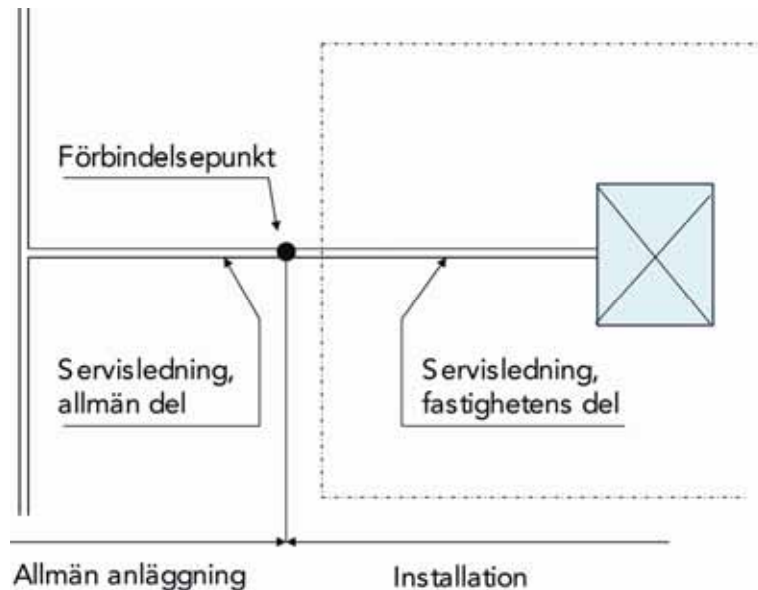 Förbindelsepunkt
Servisledning,
allmän del
Servisledning,
fastighetens del
Allmän anläggning
Installation